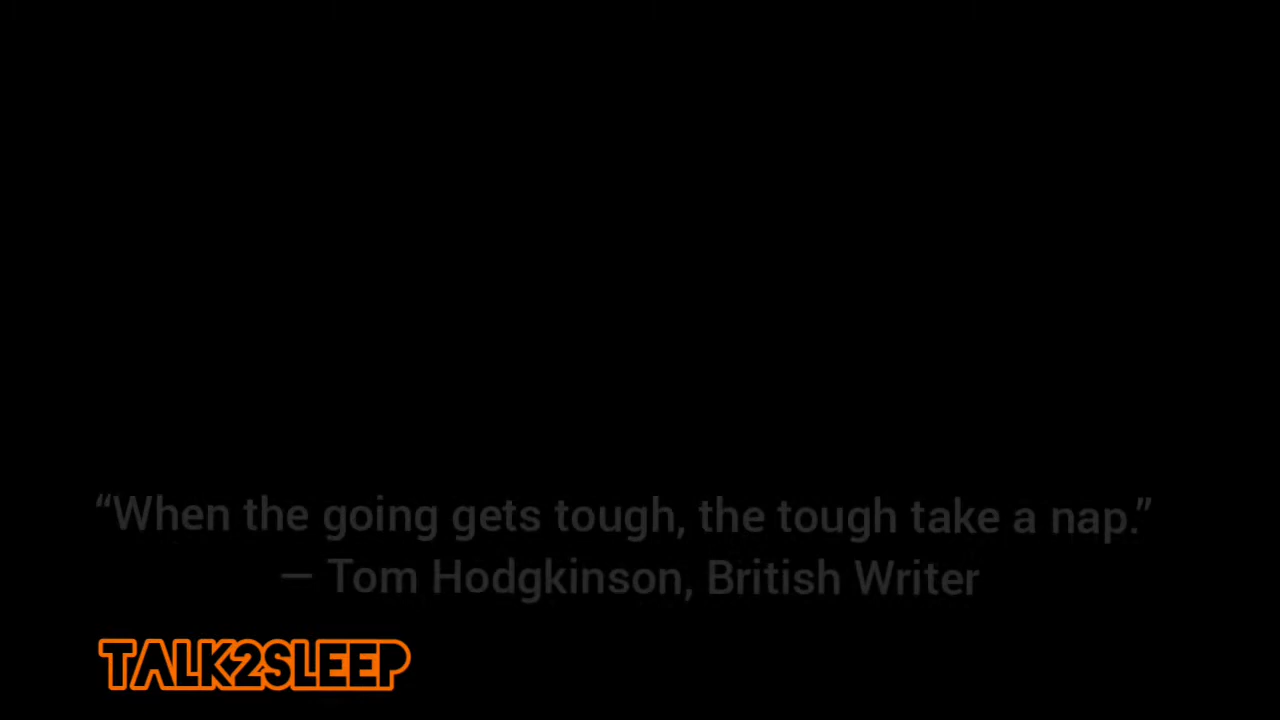 “When the going gets tough, the tough take a nap.”
— Tom Hodgkinson, British Writer
TALK2SLEEP